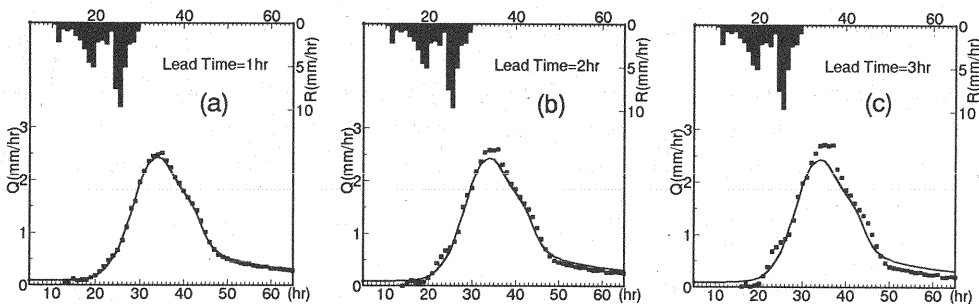 20 40 60 0
20 40 60 0
20 40 60 0
Lead Time=1hr
Lead Time=2hr
Lead Time=3hr
5
5
5
R(mm/hr)
R(mm/hr)
R(mm/hr)
(a)
(b)
(c)
10
10
10
Q(mm/hr)
Q(mm/hr)
Q(mm/hr)
3
3
3
2
2
2
1
1
1
0
0
0
10 20 30 40 50 60 (hr)
10 20 30 40 50 60 (hr)
10 20 30 40 50 60 (hr)